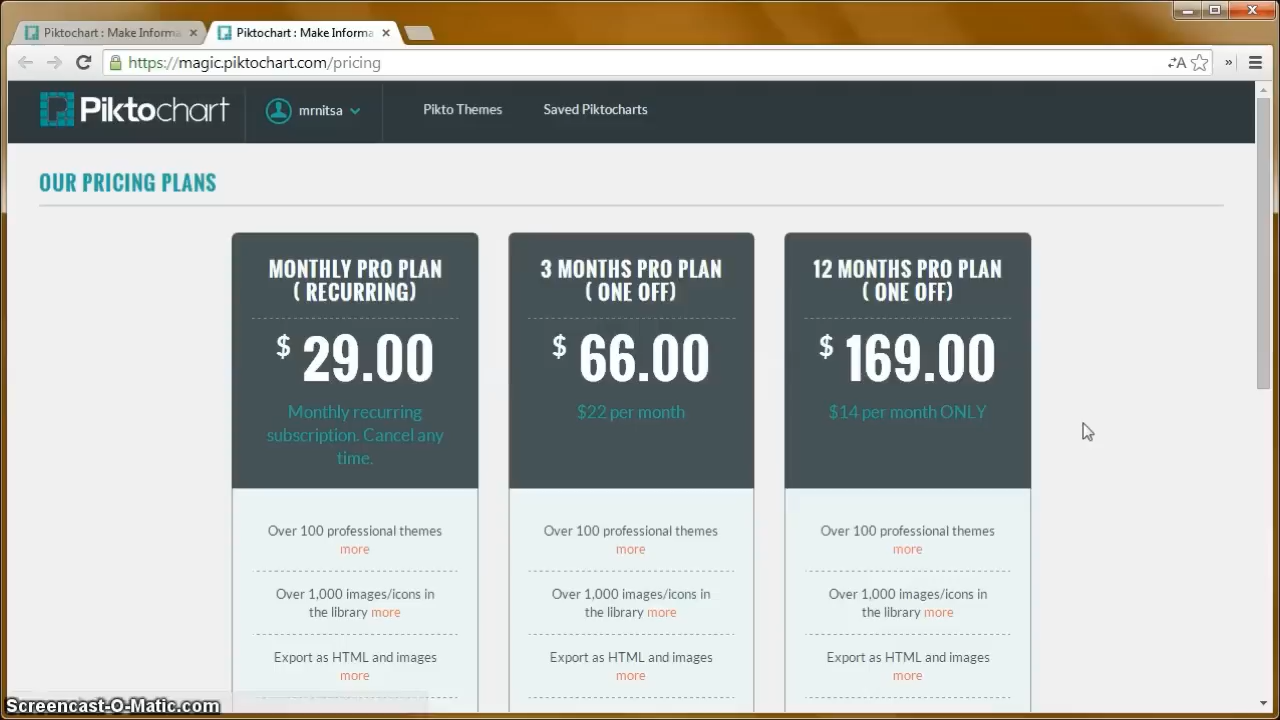 Piktochart : Make Informa
Piktochart : Make Informa
https://magic.piktochart.com/pricing
Piktochart
mrnitsa
Pikto Themes
Saved Piktocharts
OUR PRICING PLANS
MONTHLY PRO PLAN
( RECURRING)
$ 29.00
Monthly recurring
subscription. Cancel any
time.
Over 100 professional themes
more
Over 1,000 images/icons in
the library more
Export as HTML and images
more
3 MONTHS PRO PLAN
( ONE OFF)
$ 66.00
$22 per month
Over 100 professional themes
more
Over 1,000 images/icons in
the library more
Export as HTML and images
more
12 MONTHS PRO PLAN
( ONE OFF)
$ 169.00
$14 per month ONLY
Over 100 professional themes
more
Over 1,000 images/icons in
the library more
Export as HTML and images
more
Screencast-O-Matic.com